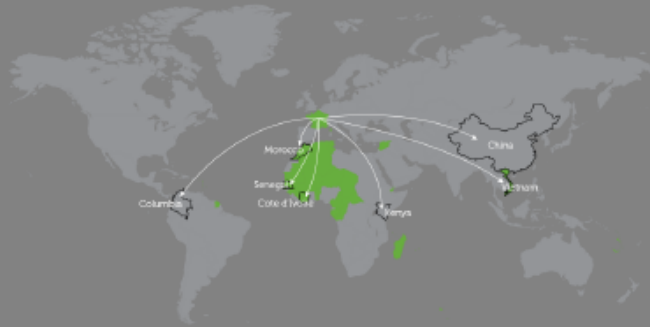 China
Morocco
Senegal
Vietnam
Columbia
Cote d'Ivoire
Kenya